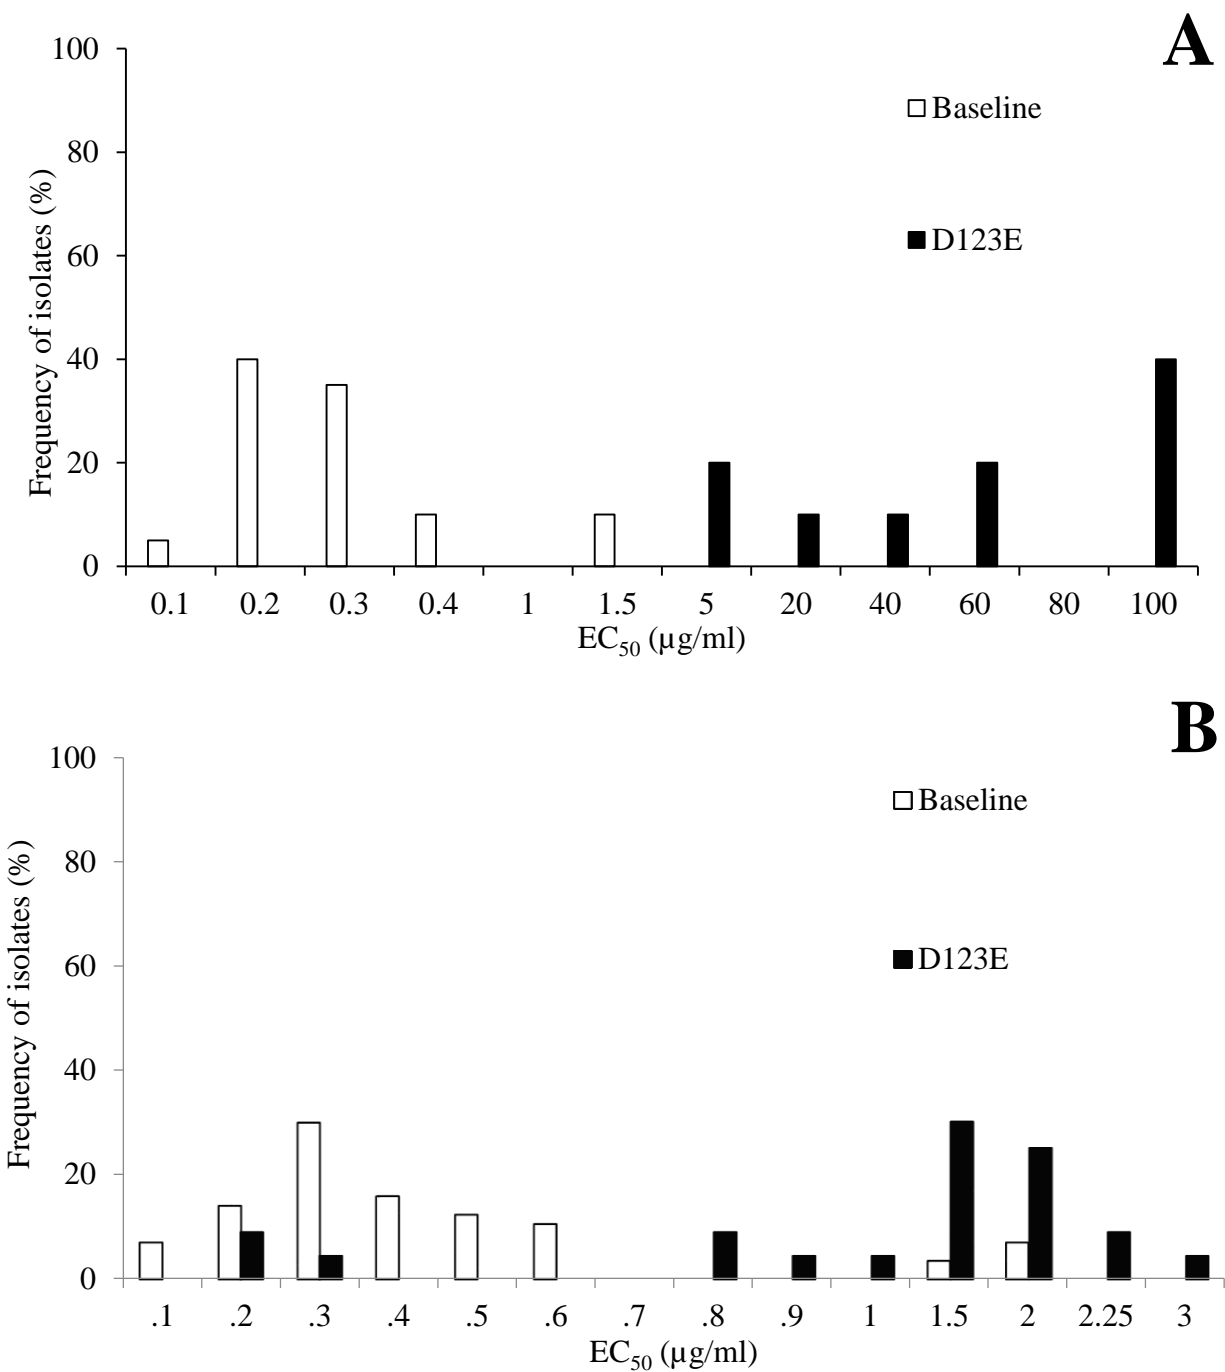 A
100
80
60
40
20
0
Frequency of isolates (%)
Baseline
D123E
0.1 0.2 0.3 0.4 1 1.5 5 20 40 60 80 100
EC50 (µg/ml)
B
100
80
60
40
20
0
Frequency of isolates (%)
Baseline
D123E
.1 .2 .3 .4 .5 .6 .7 .8 .9 1 1.5 2 2.25 3
EC50 (µg/ml)